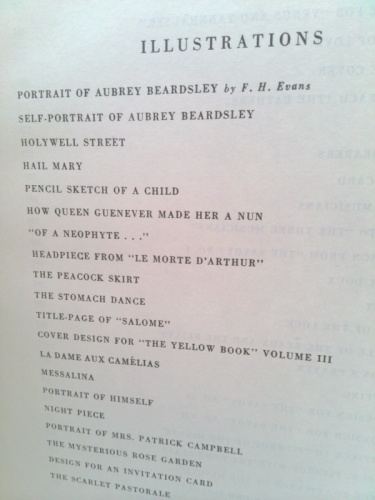 ILLUSTRATIONS
PORTRAIT OF AUBREY BEARDSLEY by F. H. Evans
SELF-PORTRAIT OF AUBREY BEARDSLEY
HOLYWELL STREET
HAIL MARY
PENCIL SKETCH OF A CHILD
HOW QUEEN GUENEVER MADE HER A NUN
"OF A NEOPHYTE . . ."
HEADPIECE FROM "LE MORTE D'ARTHUR"
THE PEACOCK SKIRT
THE STOMACH DANCE
TITLE-PAGE OF "SALOME"
COVER DESIGN FOR "THE YELLOW BOOK" VOLUME III
LA DAME AUX CAMÉLIAS
MESSALINA
PORTRAIT OF HIMSELF
NIGHT PIECE
PORTRAIT OF MRS. PATRICK CAMPBELL
THE MYSTERIOUS ROSE GARDEN
DESIGN FOR AN INVITATION CARD
THE SCARLET PASTORALE